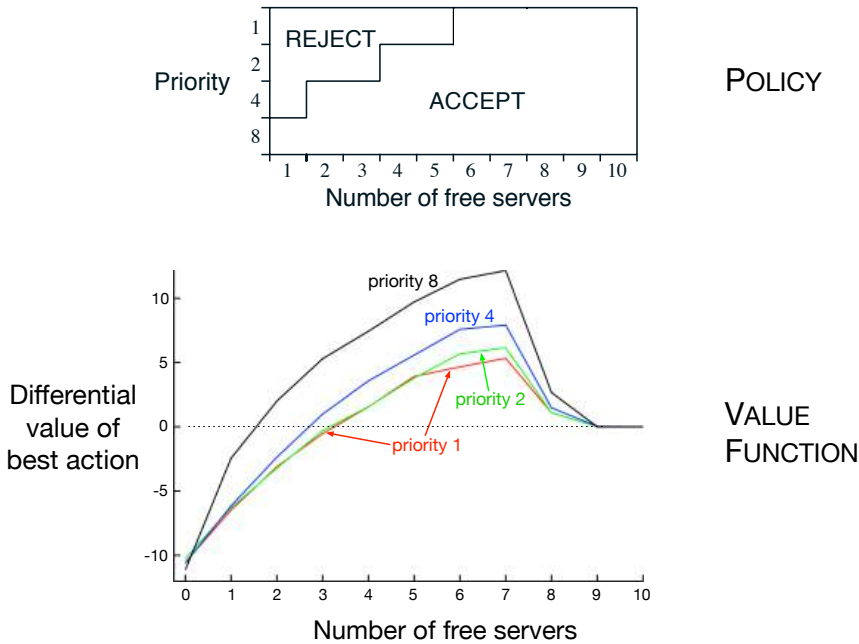 1
REJECT
2
Priority
POLICY
4
ACCEPT
8
1 2 3 4 5 6 7 8 9 10
Number of free servers
priority 8
10
priority 4
5
priority 2
Differential
value of
best action
0
priority 1
VALUE
FUNCTION
-5
-10
0 1 2 3 4 5 6 7 8 9 10
Number of free servers